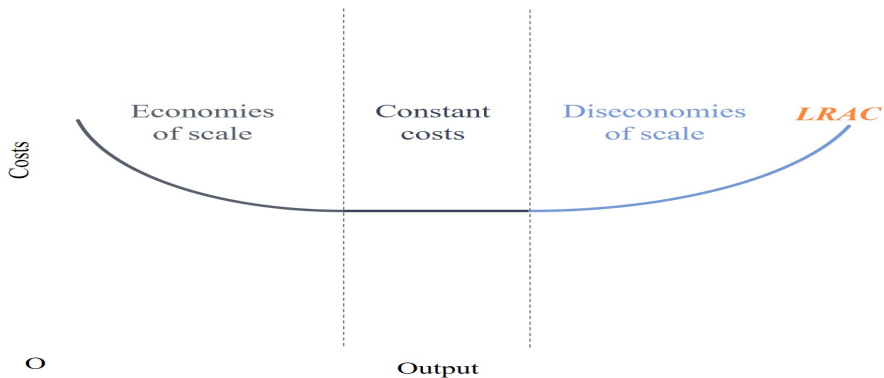 Economies
of scale
Constant
costs
Diseconomies
of scale
LRAC
Costs
O
Output